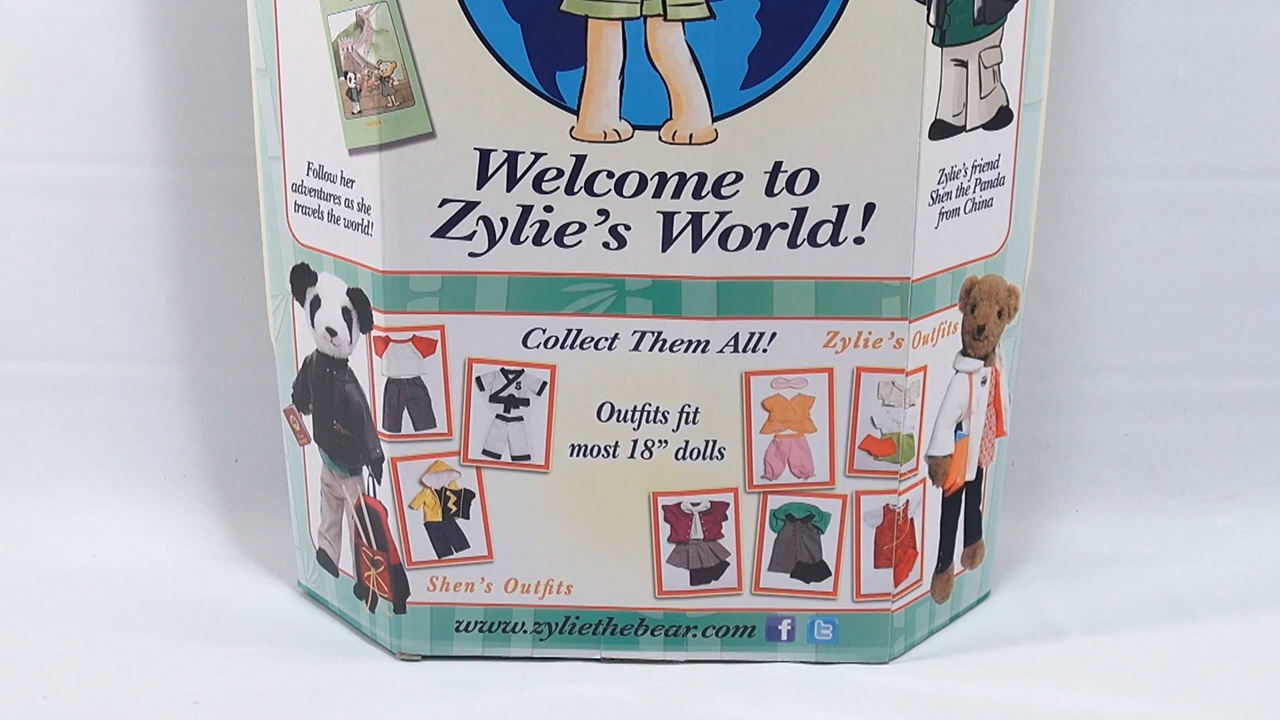 Follow her
adventures as she
travels the world!
Welcome to
Zylie's World!
Zylie's friend
Shen the Panda
from China
Collect Them All!
Zylie's Outfits
Outfits fit
most 18" dolls
Shen's Outfits
www.zyliethebear.com